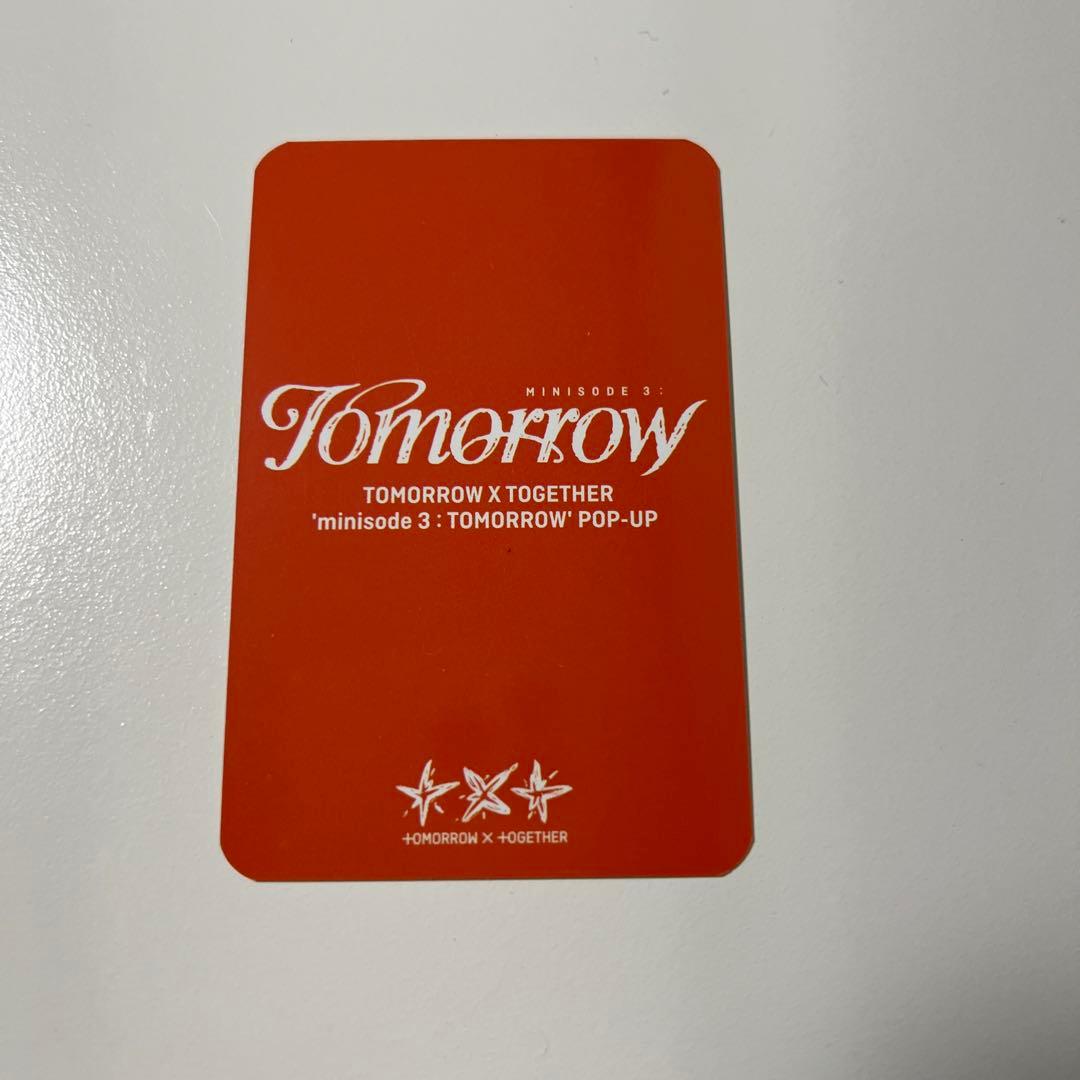 MINISODE 3:
Tomorrow
TOMORROW X TOGETHER
'minisode 3 : TOMORROW' POP-UP
TOMORROW X TOGETHER